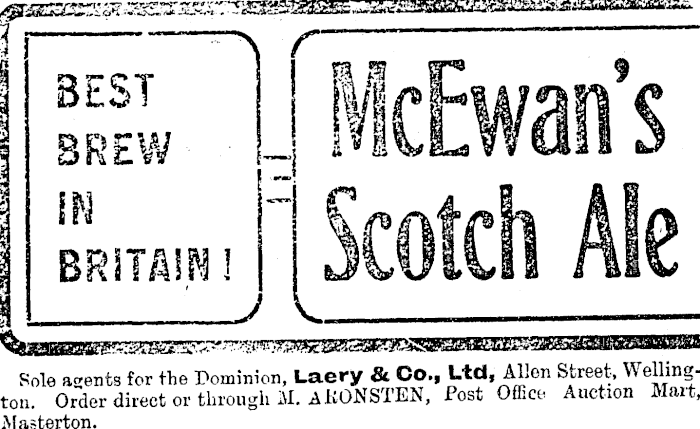 BEST
BREW
IN
BRITAIN!
McEwan's
Scotch Ale
Sole agents for the Dominion, Laery & Co., Ltd, Allen Street, Welling-
ton. Order direct or through M. ARONSTEN, Post Office Auction Mart,
Masterton.